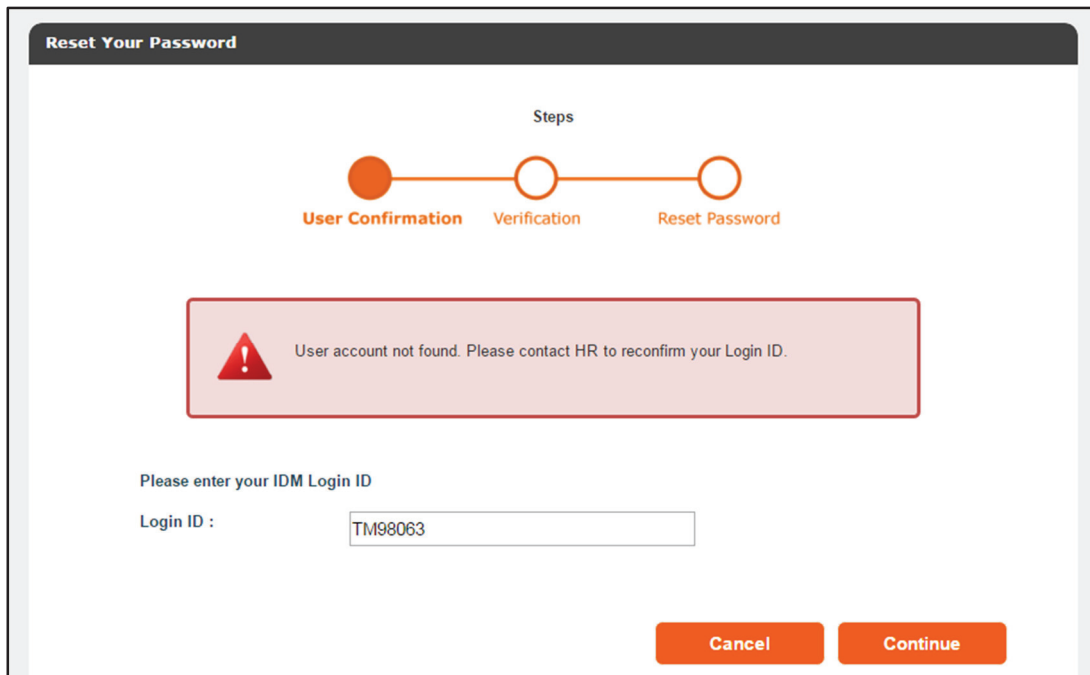 Reset Your Password
Steps
User Confirmation Verification Reset Password
User account not found. Please contact HR to reconfirm your Login ID.
Please enter your IDM Login ID
Login ID : TM98063
Cancel Continue